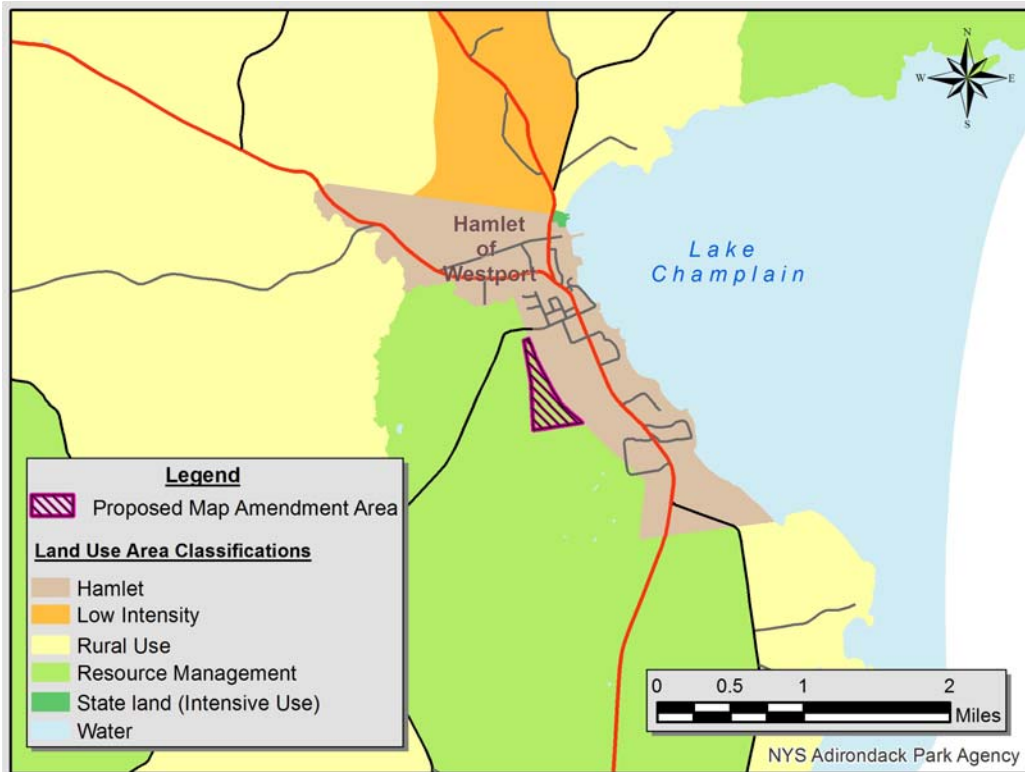 N
W
E
S
Hamlet
of
Westport
Lake
Champlain
Legend
Proposed Map Amendment Area
Land Use Area Classifications
Hamlet
Low Intensity
Rural Use
Resource Management
State land (Intensive Use)
Water
0 0.5 1 2
Miles
NYS Adirondack Park Agency